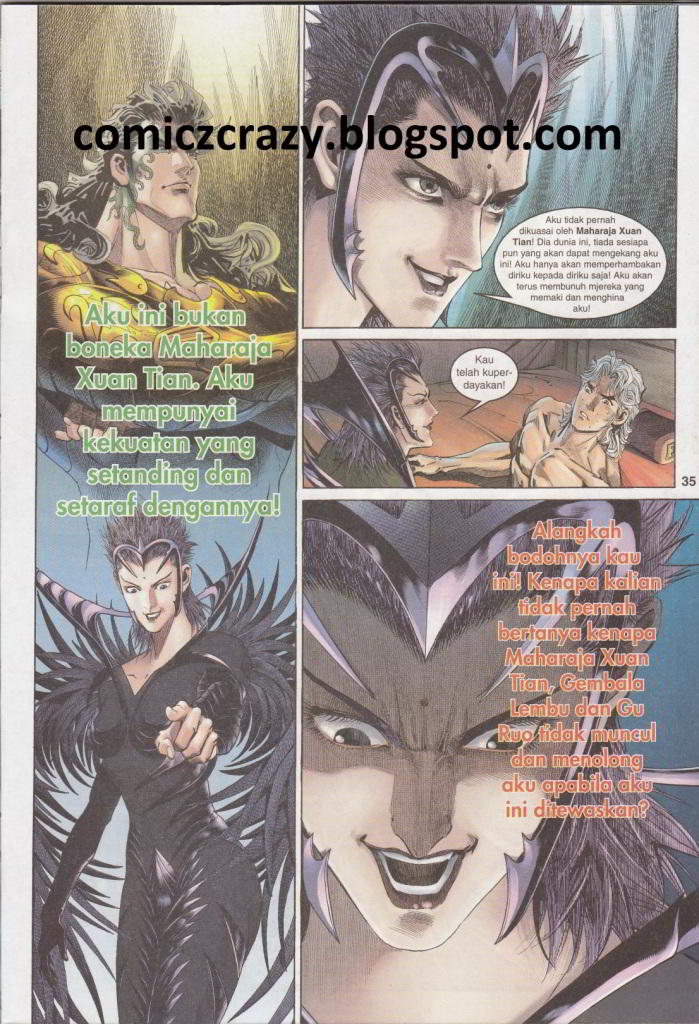 comiczcrazy.blogspot.com
Aku ini bukan
boneka Maharaja
Xuan Tian. Aku
mempunyai
kekuatan yang
setanding dan
setaraf dengannya!
Aku tidak pernah
dikuasai oleh Maharaja Xuan
Tian! Dia dunia ini, tiada sesiapa
pun yang akan dapat mengekang aku
ini! Aku hanya akan memperhambakan
diriku kepada diriku saja! Aku akan
terus membunuh mjereka yang
memaki dan menghina
aku!
Kau
telah kuper-
dayakan!
35
Alangkah
bodohnya kau
ini! Kenapa kalian
tidak pernah
bertanya kenapa
Maharaja Xuan
Tian, Gembala
Lembu dan Gu
Ruo tidak muncul
dan menolong
aku apabila aku
ini ditewaskan?